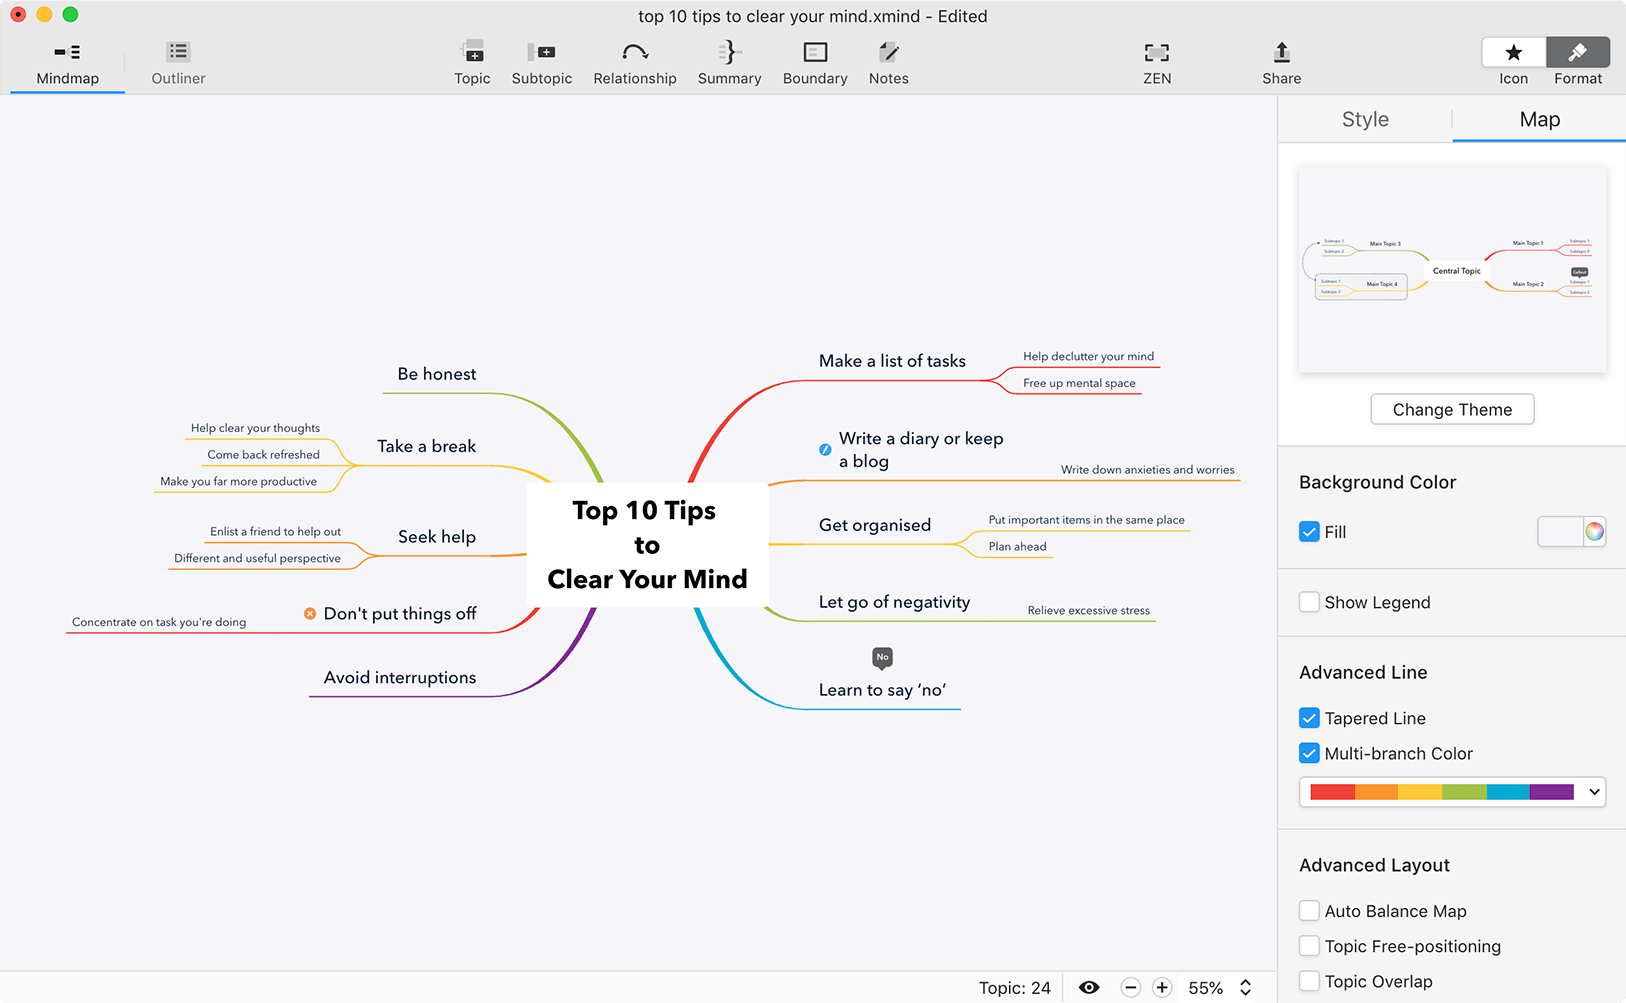 top 10 tips to clear your mind.xmind - Edited
Mindmap
Outliner
Topic
Subtopic
Relationship
Summary
Boundary
Notes
ZEN
Share
Icon
Format
Style
Map
Be honest
Take a break
Help clear your thoughts
Come back refreshed
Make you far more productive
Seek help
Enlist a friend to help out
Different and useful perspective
Don't put things off
Concentrate on task you're doing
Avoid interruptions
Top 10 Tips
to
Clear Your Mind
Make a list of tasks
Help declutter your mind
Free up mental space
Write a diary or keep
a blog
Write down anxieties and worries
Get organised
Put important items in the same place
Plan ahead
Let go of negativity
Relieve excessive stress
No
Learn to say ‘no’
Subtopic 1
Subtopic 2
Main Topic 3
Subtopic 1
Subtopic 2
Main Topic 4
Central Topic
Main Topic 1
Subtopic 1
Subtopic 2
Callout
Main Topic 2
Subtopic 1
Subtopic 2
Change Theme
Background Color
Fill
Show Legend
Advanced Line
Tapered Line
Multi-branch Color
Advanced Layout
Auto Balance Map
Topic Free-positioning
Topic Overlap
Topic: 24
55%